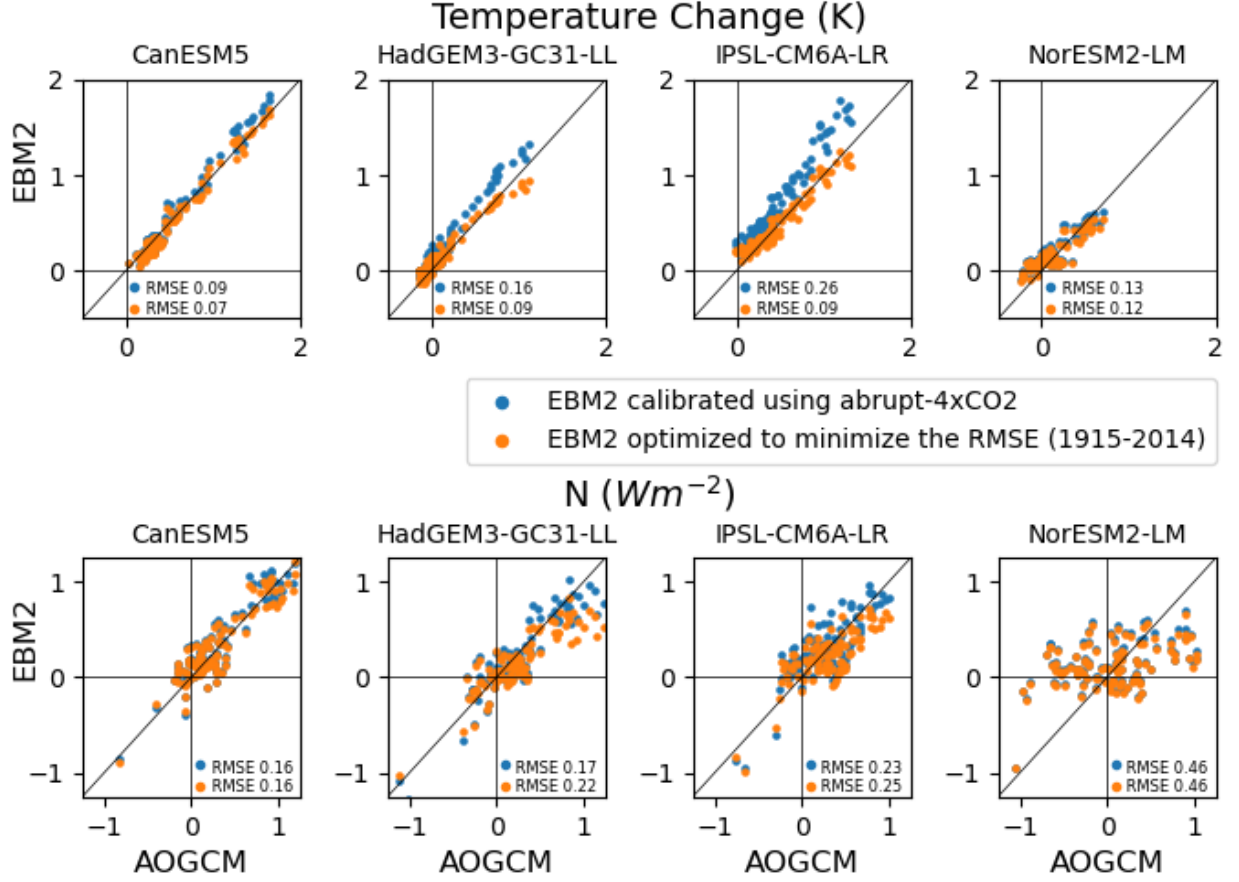 Temperature Change (K)
CanESM5
HadGEM3-GC31-LL
IPSL-CM6A-LR
NorESM2-LM
EBM2
2
1
0
RMSE 0.09
RMSE 0.07
0
2
2
1
0
RMSE 0.16
RMSE 0.09
0
2
2
1
0
RMSE 0.26
RMSE 0.09
0
2
2
1
0
RMSE 0.13
RMSE 0.12
0
2
EBM2 calibrated using abrupt-4xCO2
EBM2 optimized to minimize the RMSE (1915-2014)
N (Wm⁻²)
CanESM5
HadGEM3-GC31-LL
IPSL-CM6A-LR
NorESM2-LM
EBM2
1
0
−1
RMSE 0.16
RMSE 0.16
−1
0
1
AOGCM
1
0
−1
RMSE 0.17
RMSE 0.22
−1
0
1
AOGCM
1
0
−1
RMSE 0.23
RMSE 0.25
−1
0
1
AOGCM
1
0
−1
RMSE 0.46
RMSE 0.46
−1
0
1
AOGCM